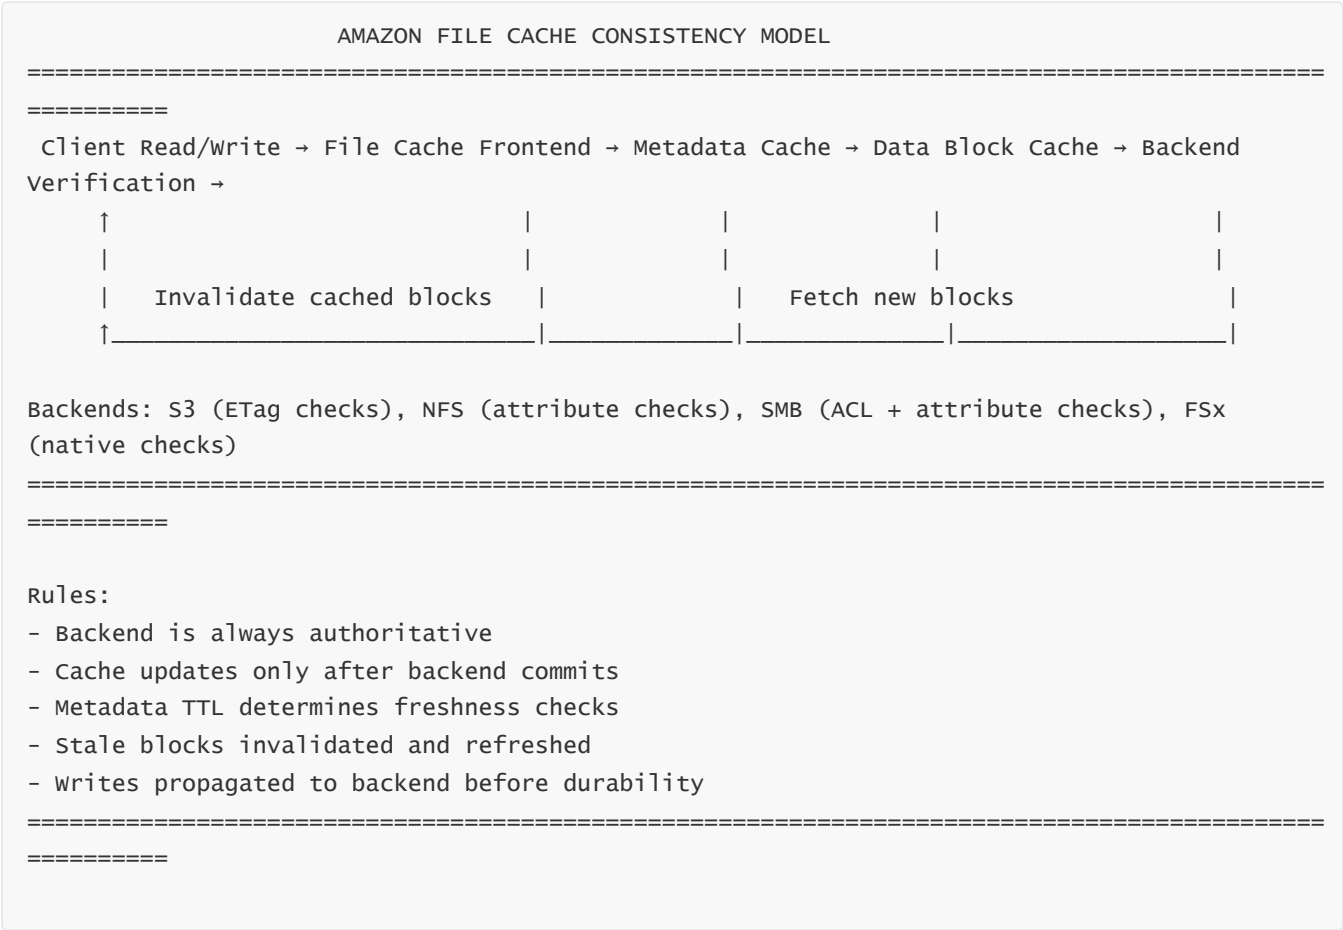 AMAZON FILE CACHE CONSISTENCY MODEL
============================================================================================
==========
Client Read/Write → File Cache Frontend → Metadata Cache → Data Block Cache → Backend
Verification →
↑ | | | |
| | | | |
| Invalidate cached blocks | | Fetch new blocks |
↑______________________________|_____________|______________|___________________|
Backends: S3 (ETag checks), NFS (attribute checks), SMB (ACL + attribute checks), FSx
(native checks)
============================================================================================
==========
Rules:
- Backend is always authoritative
- Cache updates only after backend commits
- Metadata TTL determines freshness checks
- Stale blocks invalidated and refreshed
- Writes propagated to backend before durability
============================================================================================
==========